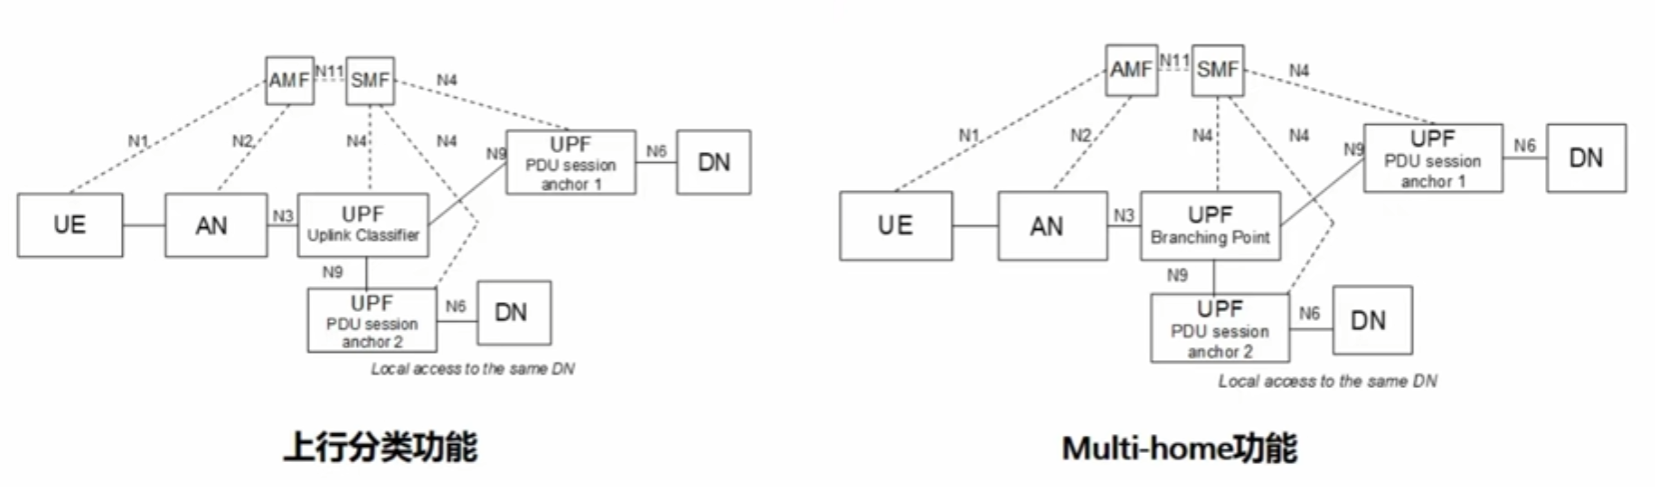 AMF
N11
SMF
N4
N1
N2
N4
N4
UPF
PDU session
anchor 1
N9
N6
DN
UE
AN
N3
UPF
Uplink Classifier
N9
UPF
PDU session
anchor 2
N6
DN
Local access to the same DN
上行分类功能
AMF
N11
SMF
N4
N1
N2
N4
N4
UPF
PDU session
anchor 1
N9
N6
DN
UE
AN
N3
UPF
Branching Point
N9
UPF
PDU session
anchor 2
N6
DN
Local access to the same DN
Multi-home功能